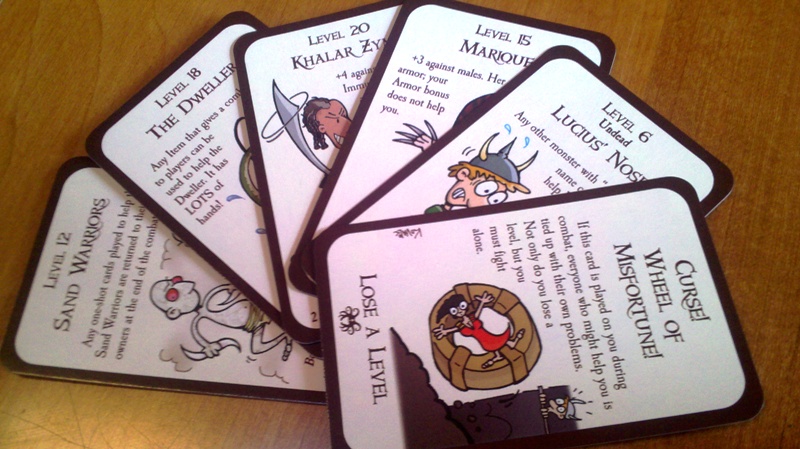 LEVEL 12
SAND WARRIORS
Any one-shot cards played to help
Sand Warriors are returned to the
owners at the end of the combat
LEVEL 18
THE DWELLER
Any Item that gives a
to players can be
used to help the
Dweller. It has
LOTS of
hands!
LEVEL 20
KHALAR
+4
LEVEL 15
MARIQUE
+3 against males. Her
armor; your
Armor bonus
does not help
you.
LEVEL 6
Undead
LUCIUS'
Any other monster with
name
help
CURSE!
WHEEL OF
MISFORTUNE!
If this card is played on you during
combat, everyone who might help you is
tied up with their own problems.
Not only do you lose a
level, but you
must fight
alone.
LOSE A LEVEL